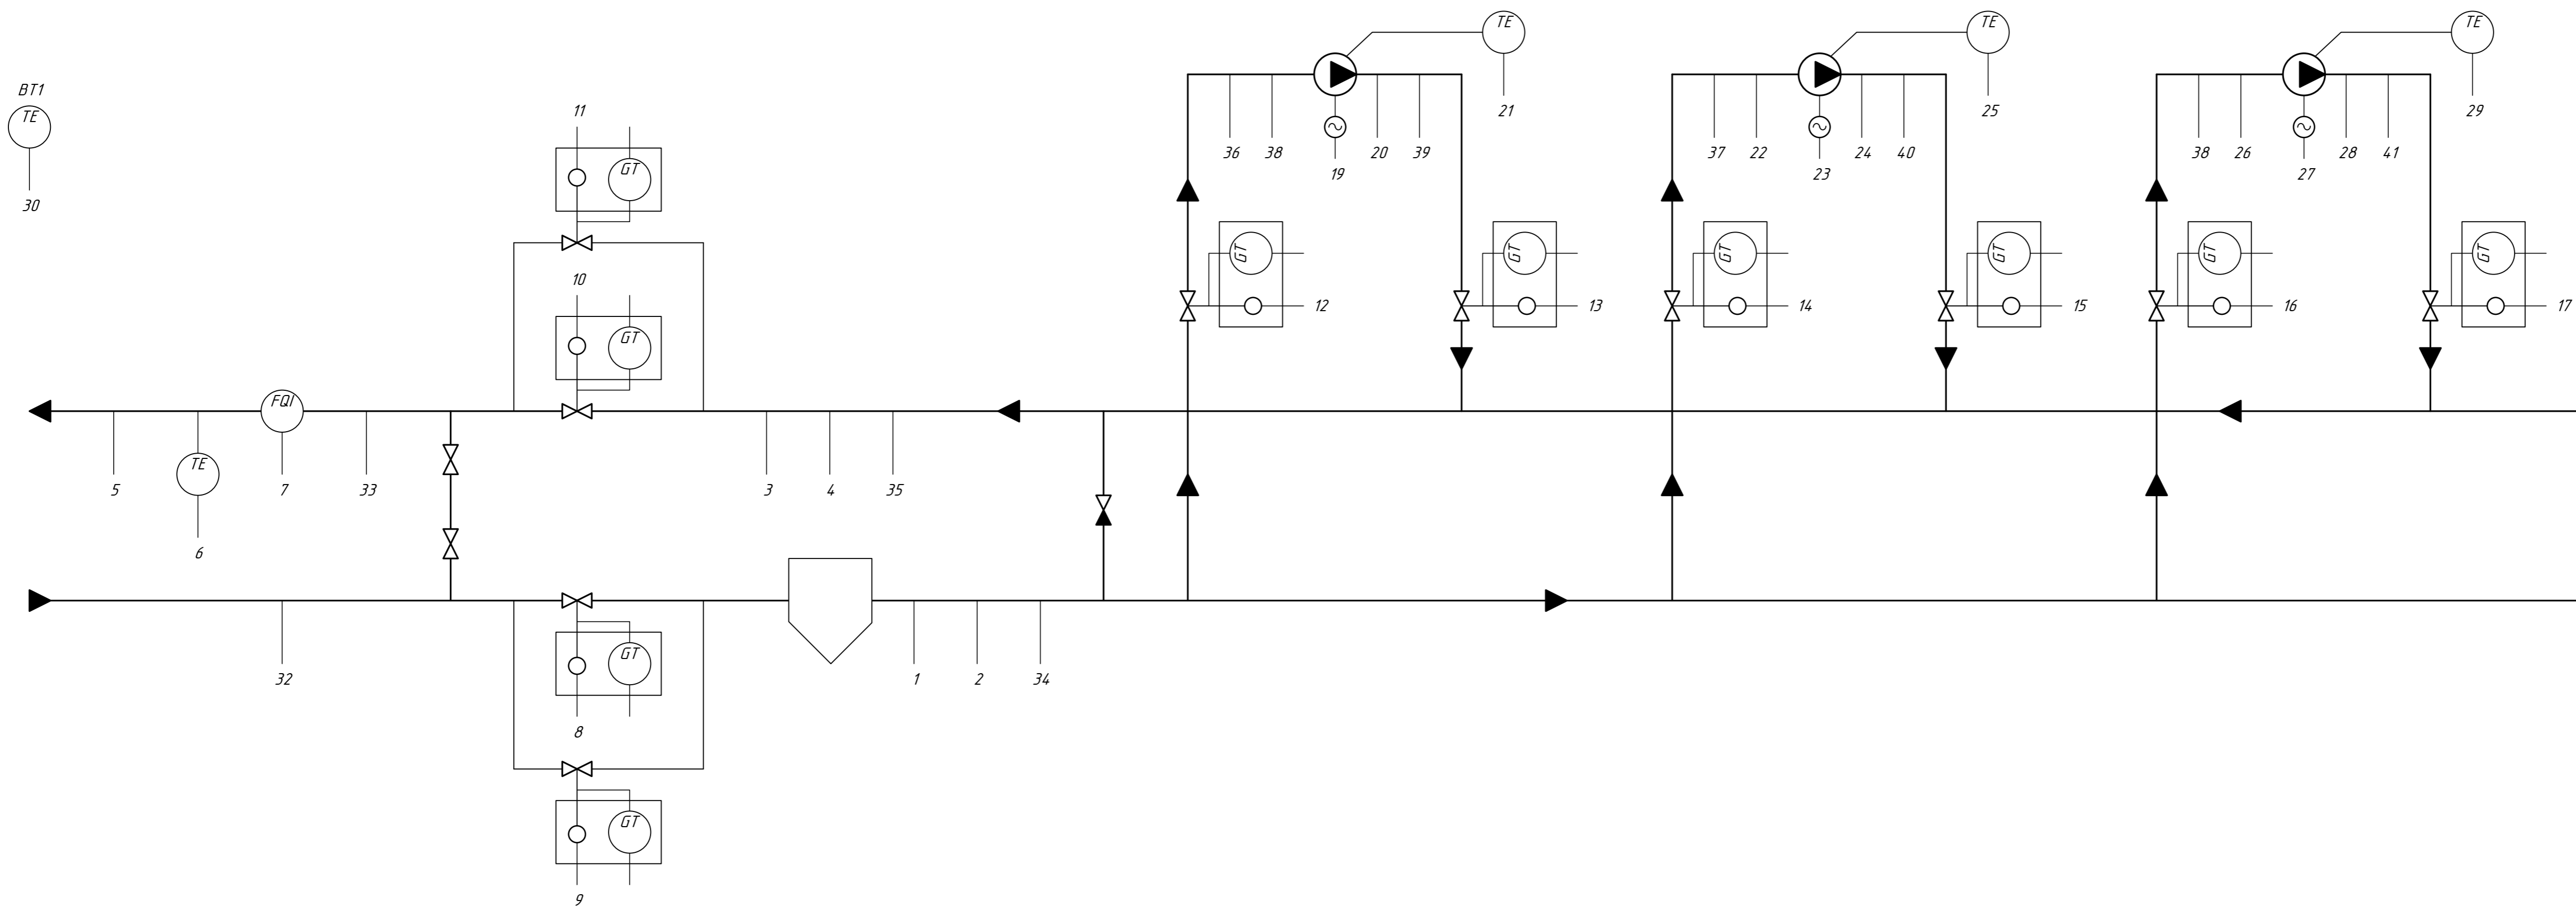 TE TE TE
BT1
TE
11
21 25 29
36 38 20 39 37 22 24 40 38 26 28 41
19 23 27
GT
30
GT GT GT GT GT GT
10
12 13 14 15 16 17
GT
FQI
TE
5 7 33 3 4 35
6
GT
32 1 2 34
8
GT
9